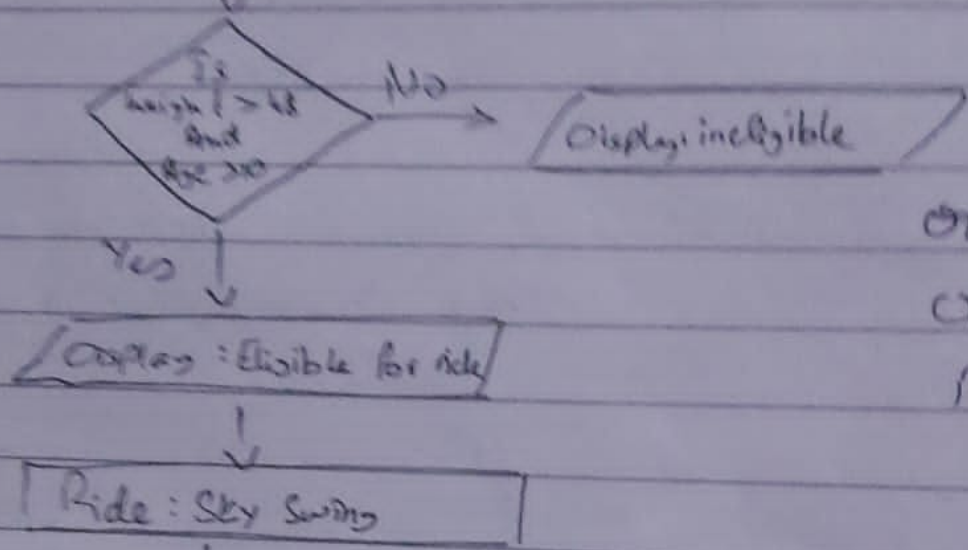 Is
height > 48
And
Age >10
No
Display: ineligible
Yes
Display : Eligible for ride
Ride : Sky Swing